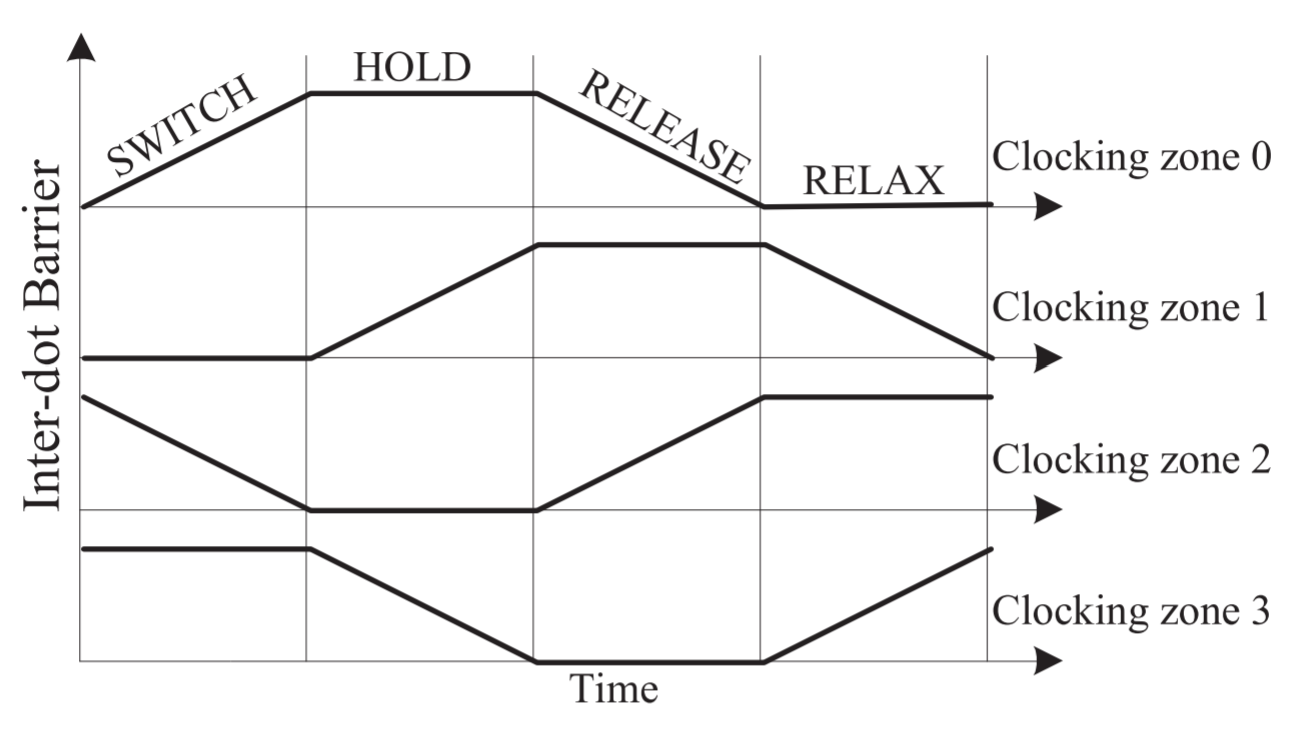 HOLD
SWITCH
RELEASE
RELAX
Clocking zone 0
Clocking zone 1
Clocking zone 2
Clocking zone 3
Inter-dot Barrier
Time